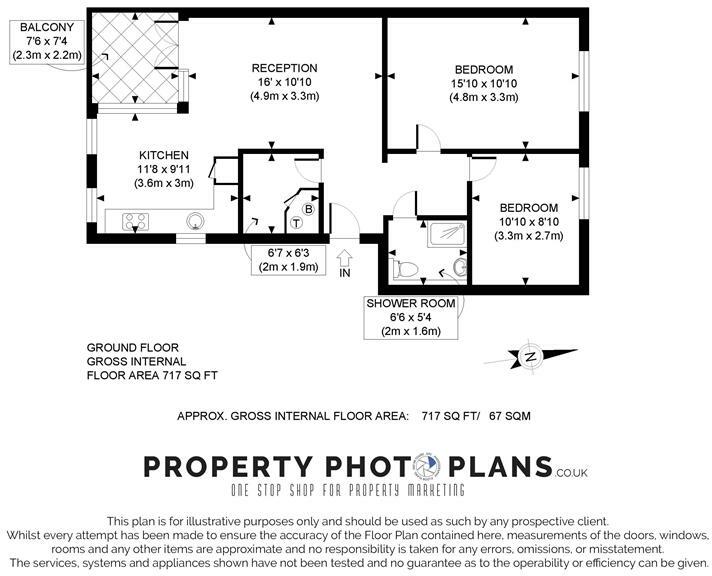 BALCONY
7'6 x 7'4
(2.3m x 2.2m)
RECEPTION
16' x 10'10
(4.9m x 3.3m)
BEDROOM
15'10 x 10'10
(4.8m x 3.3m)
KITCHEN
11'8 x 9'11
(3.6m x 3m)
B
T
BEDROOM
10'10 x 8'10
(3.3m x 2.7m)
6'7 x 6'3
(2m x 1.9m)
IN
SHOWER ROOM
6'6 x 5'4
(2m x 1.6m)
GROUND FLOOR
GROSS INTERNAL
FLOOR AREA 717 SQ FT
N
APPROX. GROSS INTERNAL FLOOR AREA: 717 SQ FT/ 67 SQM
PROPERTY PHOTO PLANS.CO.UK
ONE STOP SHOP FOR PROPERTY MARKETING
This plan is for illustrative purposes only and should be used as such by any prospective client.
Whilst every attempt has been made to ensure the accuracy of the Floor Plan contained here, measurements of the doors, windows,
rooms and any other items are approximate and no responsibility is taken for any errors, omissions, or misstatement.
The services, systems and appliances shown have not been tested and no guarantee as to the operability or efficiency can be given.